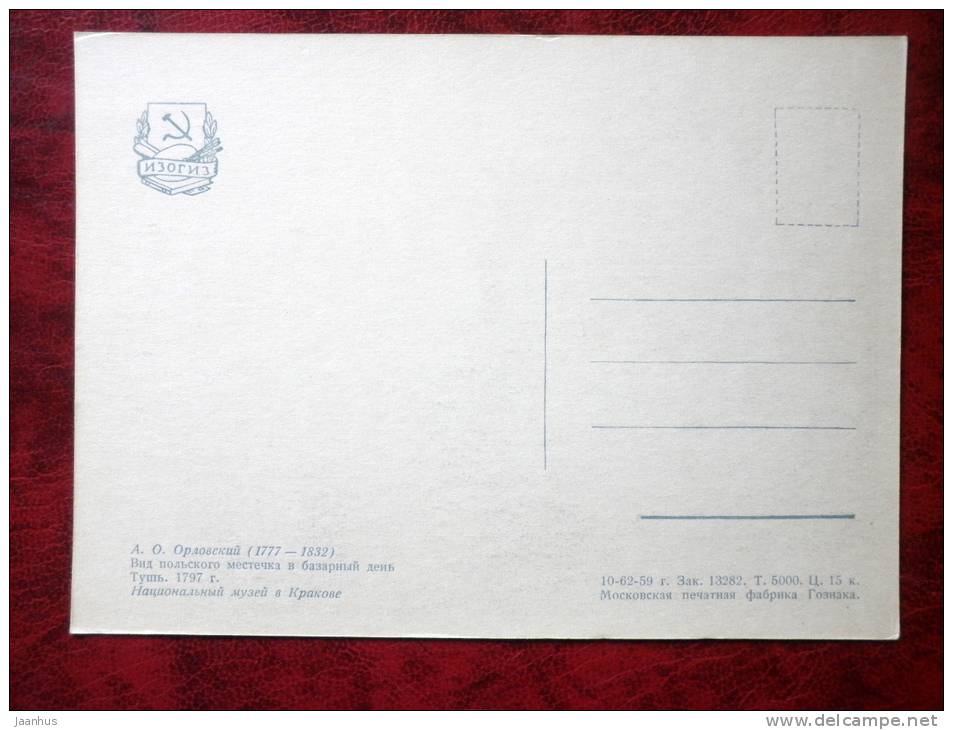 ИЗОГИЗ
А. О. Орловский (1777 — 1832)
Вид польского местечка в базарный день
Тушь. 1797 г.
Национальный музей в Кракове
10-62-59 г. Зак. 13282. Т. 5000. Ц. 15 к.
Московская печатная фабрика Гознака.
Jaanhus
www.delcampe.net